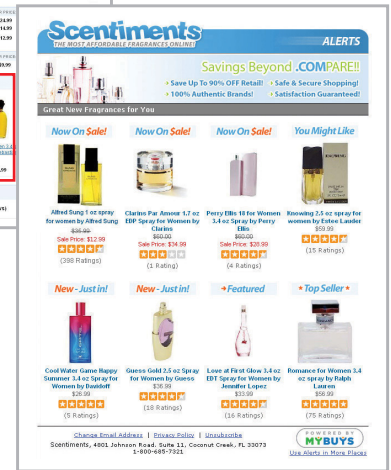 Scentiments
THE MOST AFFORDABLE FRAGRANCES ONLINE!
ALERTS
Savings Beyond .COMPARE!!
Save Up To 90% OFF Retail!
Safe & Secure Shopping!
100% Authentic Brands!
Satisfaction Guaranteed!
Great New Fragrances for You
Now On Sale!
Alfred Sung 1 oz spray
for women by Alfred Sung
$35.99
Sale Price: $12.99
(388 Ratings)
Now On Sale!
Clarins Par Amour 1.7 oz
EDP Spray for Women by
Clarins
$60.00
Sale Price: $34.99
(1 Rating)
Now On Sale!
Perry Ellis 18 for Women
3.4 oz Spray by Perry
Ellis
$60.00
Sale Price: $28.99
(4 Ratings)
You Might Like
Knowing 2.5 oz spray for
women by Estee Lauder
$59.99
(15 Ratings)
New - Just in!
Cool Water Game Happy
Summer 3.4 oz Spray for
Women by Davidoff
$26.99
(5 Ratings)
New - Just in!
Guess Gold 2.5 oz Spray
for Women by Guess
$36.99
(18 Ratings)
Featured
Love at First Glow 3.4 oz
EDT Spray for Women by
Jennifer Lopez
$33.99
(16 Ratings)
Top Seller
Romance for Women 3.4
oz spray by Ralph
Lauren
$56.99
(75 Ratings)
Change Email Address | Privacy Policy | Unsubscribe
Scentiments, 4801 Johnson Road. Suite 11, Coconut Creek, FL 33073
1-800-685-7321
POWERED BY
MYBUYS
Use Alerts in More Places